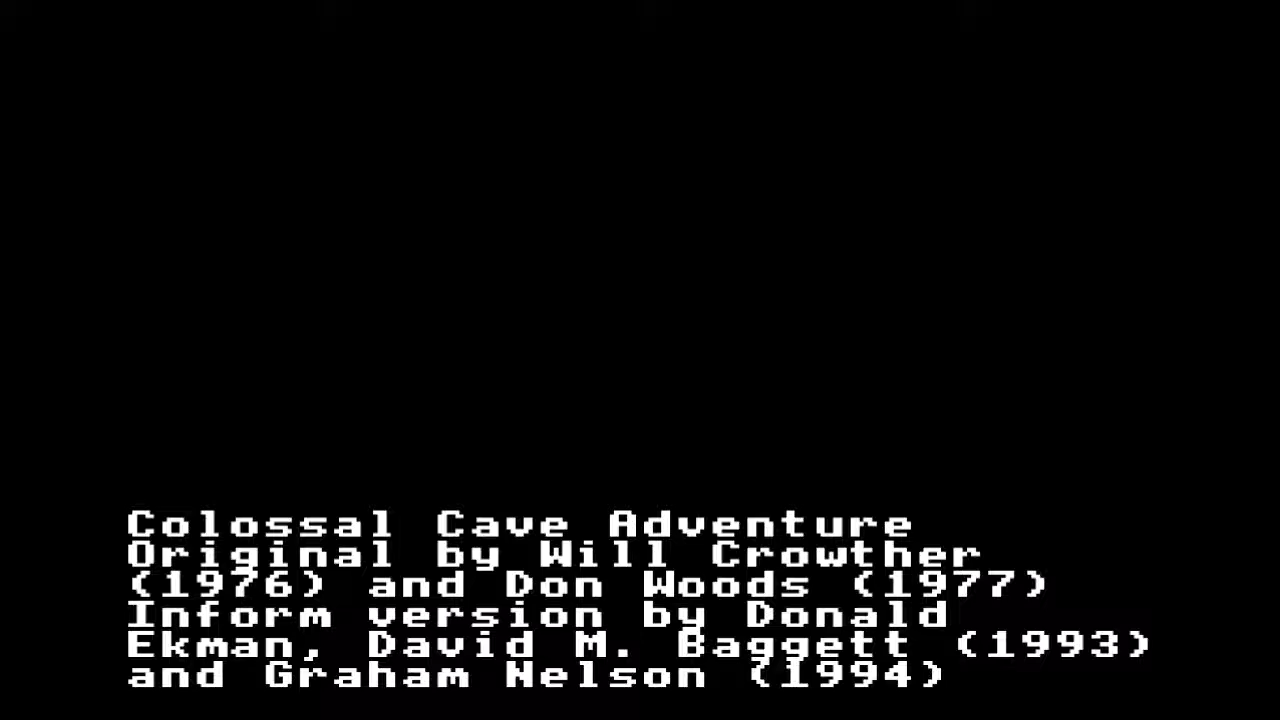 Colossal Cave Adventure
Original by Will Crowther
(1976) and Don Woods (1977)
Inform version by Donald
Ekman, David M. Baggett (1993)
and Graham Nelson (1994)